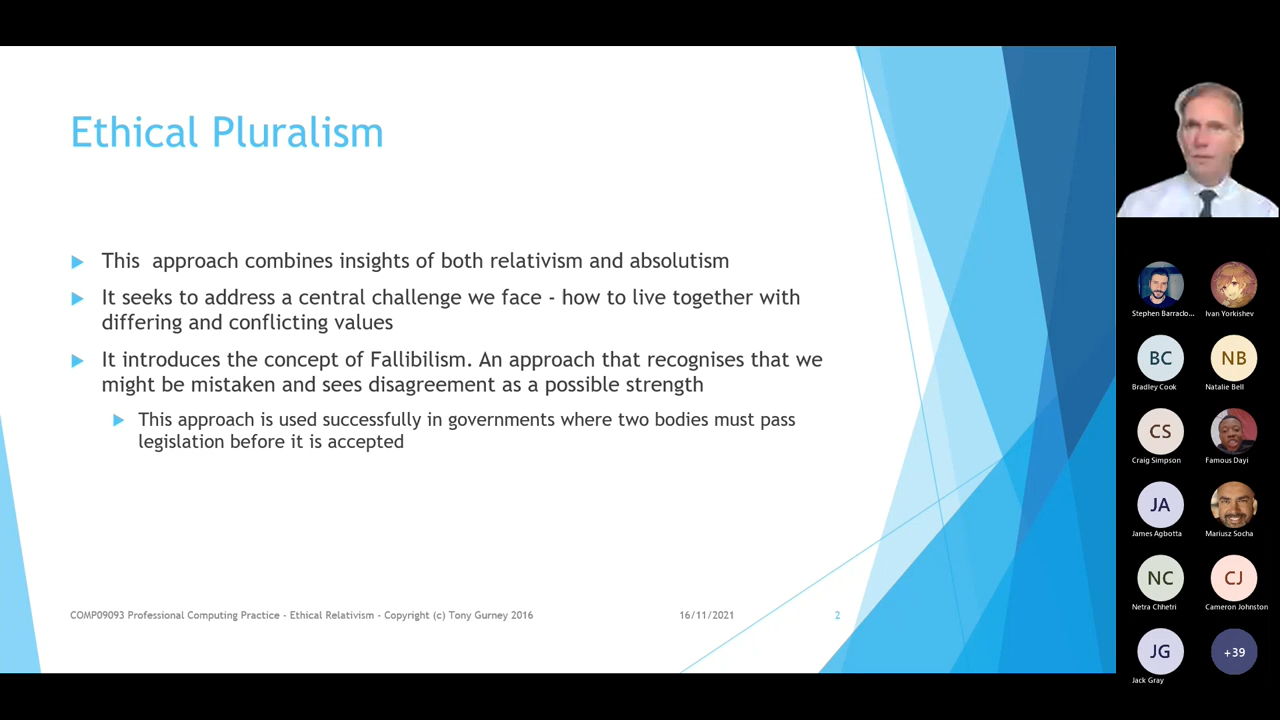 Ethical Pluralism
This approach combines insights of both relativism and absolutism
It seeks to address a central challenge we face - how to live together with
differing and conflicting values
It introduces the concept of Fallibilism. An approach that recognises that we
might be mistaken and sees disagreement as a possible strength
This approach is used successfully in governments where two bodies must pass
legislation before it is accepted
COMP09093 Professional Computing Practice - Ethical Relativism - Copyright (c) Tony Gurney 2016
16/11/2021
2
Stephen Barraclo...
Ivan Yorkishev
BC
NB
Bradley Cook
Natalie Bell
CS
Craig Simpson
Famous Dayi
JA
James Agbotta
Mariusz Socha
NC
CJ
Netra Chhetri
Cameron Johnston
JG
+39
Jack Gray